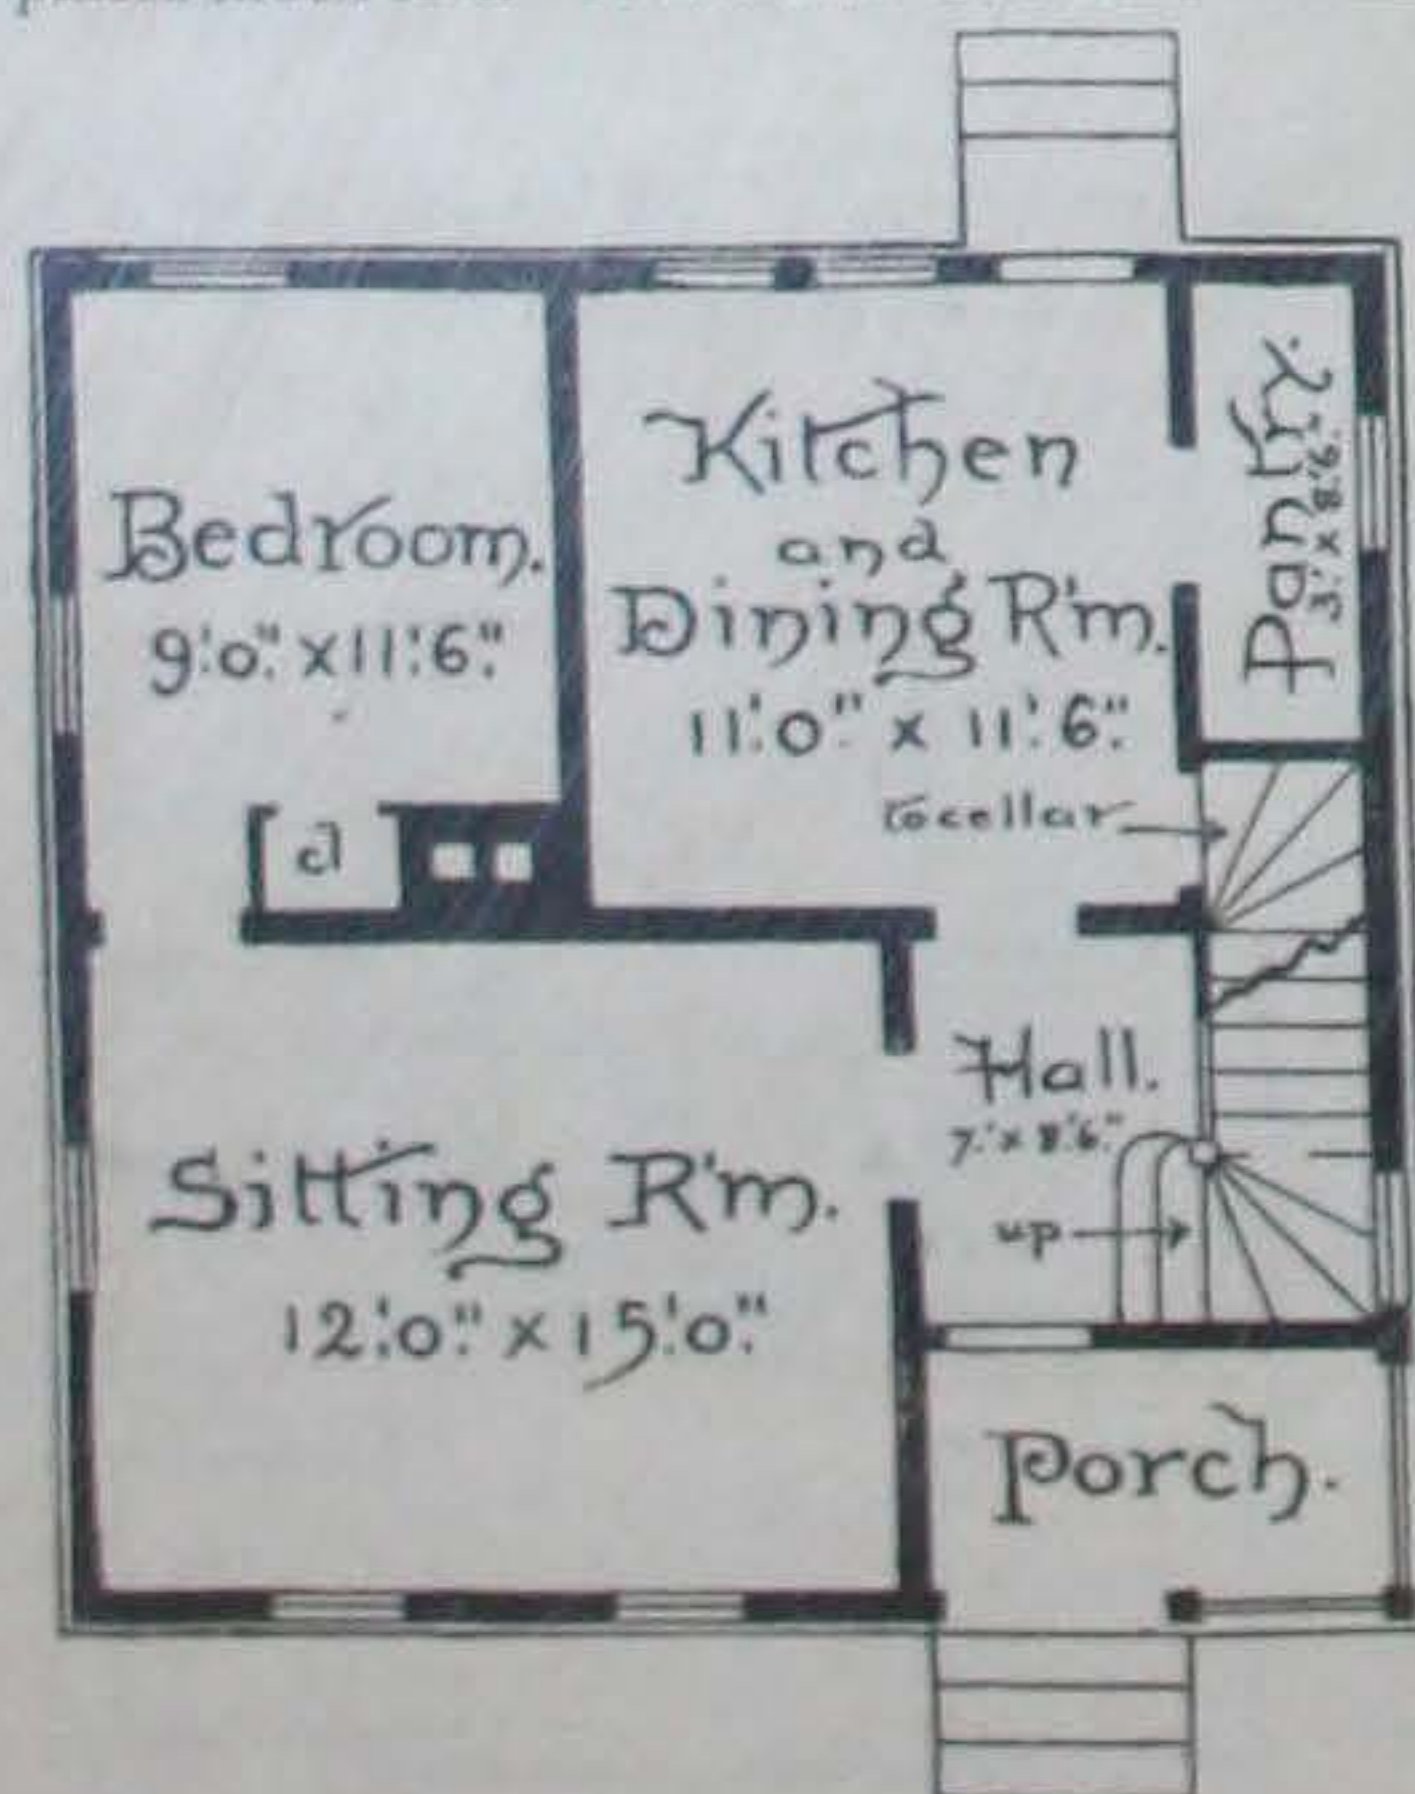 Bedroom.
9'.0". x 11'.6".
Kitchen
and
Dining R'm.
11'.0". x 11'.6".
Pantry.
3'. x 8'.6".
to cellar
cl
Hall.
7.' x 8'6".
up
Sitting R'm.
12'.0". x 15'.0".
Porch.